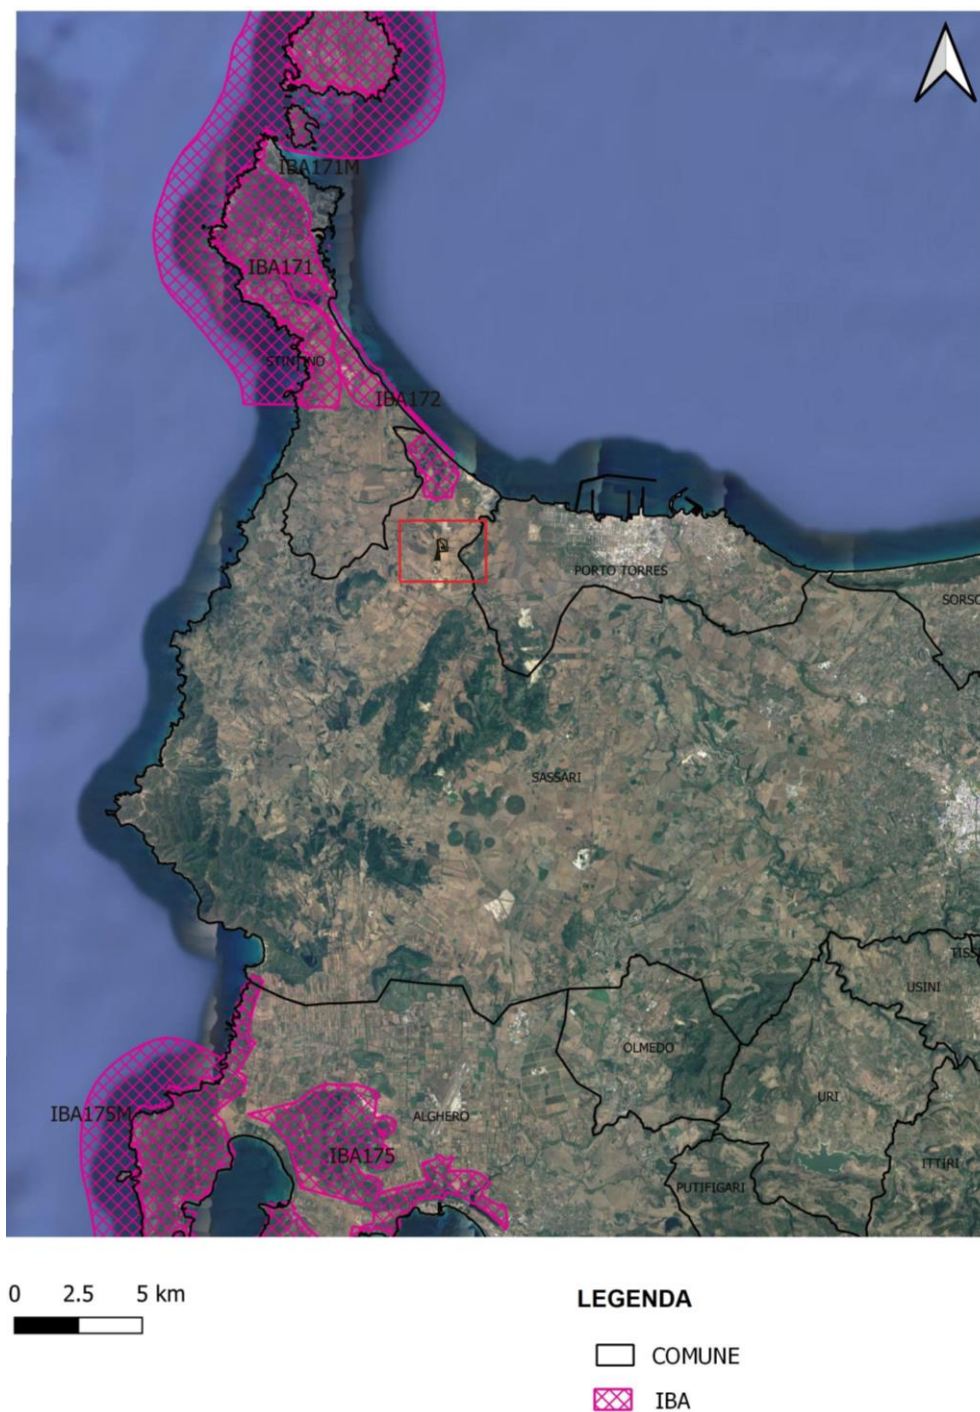 IBA171M
IBA171
STINTINO
IBA172
PORTO TORRES
SORSO
SASSARI
TISS
USINI
OLMEDO
URI
IBA175M
ALGHERO
IBA175
ITTIRI
PUTIFIGARI
0 2.5 5 km
LEGENDA
COMUNE
IBA